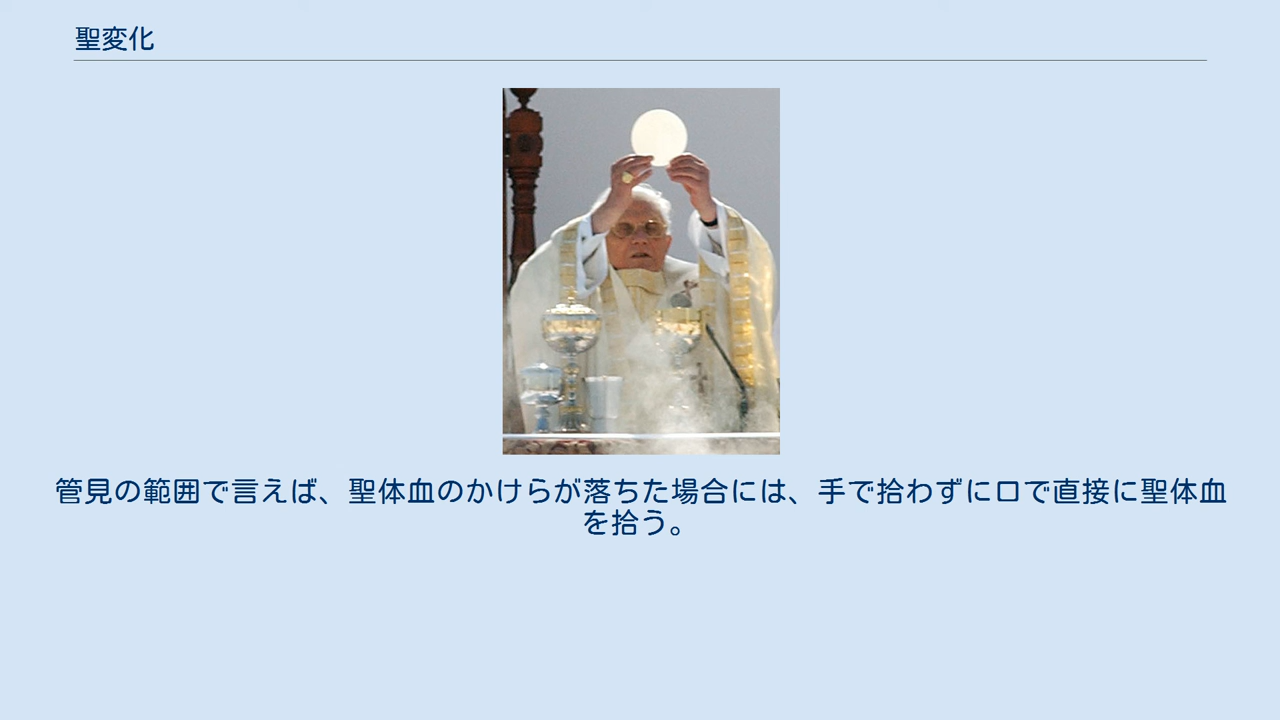 聖変化
管見の範囲で言えば、聖体血のかけらが落ちた場合には、手で拾わずに口で直接に聖体血
を拾う。